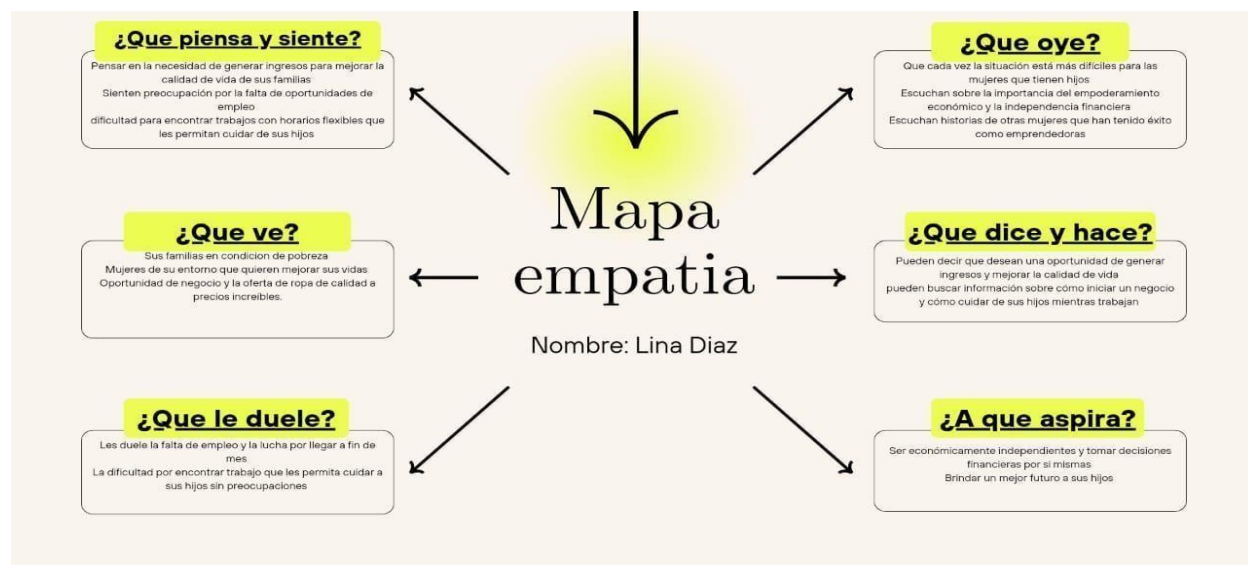 ¿Que piensa y siente?
Pensar en la necesidad de generar ingresos para mejorar la
calidad de vida de sus familias
Sienten preocupación por la falta de oportunidades de
empleo
dificultad para encontrar trabajos con horarios flexibles que
les permitan cuidar de sus hijos
¿Que oye?
Que cada vez la situación está más difíciles para las
mujeres que tienen hijos
Escuchan sobre la importancia del empoderamiento
económico y la independencia financiera
Escuchan historias de otras mujeres que han tenido éxito
como emprendedoras
Mapa
empatia
Nombre: Lina Diaz
¿Que ve?
Sus familias en condicion de pobreza
Mujeres de su entorno que quieren mejorar sus vidas
Oportunidad de negocio y la oferta de ropa de calidad a
precios increíbles.
¿Que dice y hace?
Pueden decir que desean una oportunidad de generar
ingresos y mejorar la calidad de vida
pueden buscar información sobre cómo iniciar un negocio
y cómo cuidar de sus hijos mientras trabajan
¿Que le duele?
Les duele la falta de empleo y la lucha por llegar a fin de
mes
La dificultad por encontrar trabajo que les permita cuidar a
sus hijos sin preocupaciones
¿A que aspira?
Ser económicamente independientes y tomar decisiones
financieras por si mismas
Brindar un mejor futuro a sus hijos